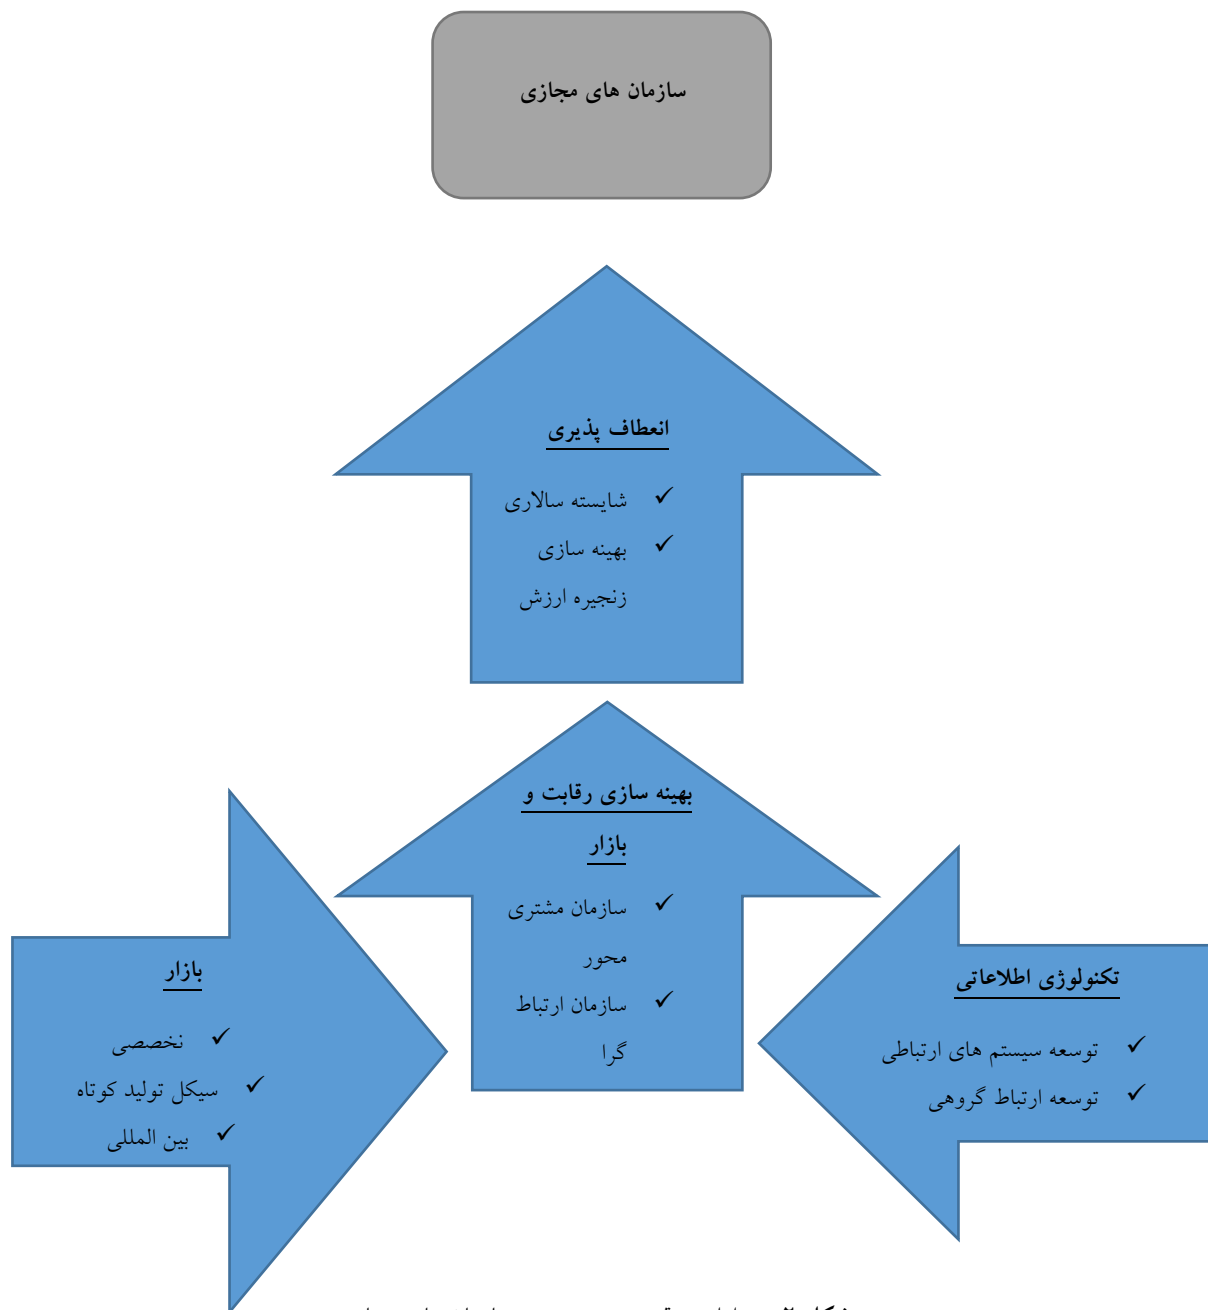 سازمان های مجازی
انعطاف پذیری
✓ شایسته سالاری
✓ بهینه سازی
زنجیره ارزش
بهینه سازی رقابت و
بازار
✓ سازمان مشتری
محور
✓ سازمان ارتباط
گرا
تکنولوژی اطلاعاتی
✓ توسعه سیستم های ارتباطی
✓ توسعه ارتباط گروهی
بازار
✓ نخصصی
✓ سیکل تولید کوتاه
✓ بین المللی